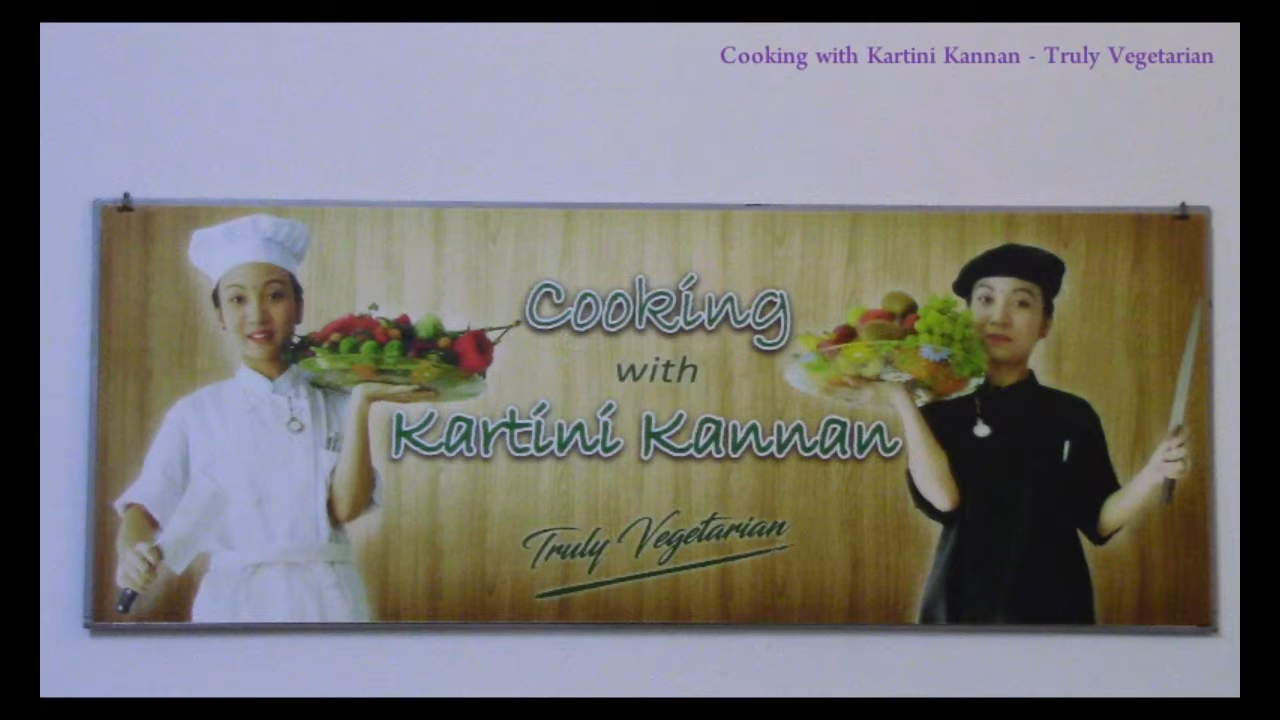 Cooking with Kartini Kannan - Truly Vegetarian
Cooking
with
Kartini Kannan
Truly Vegetarian